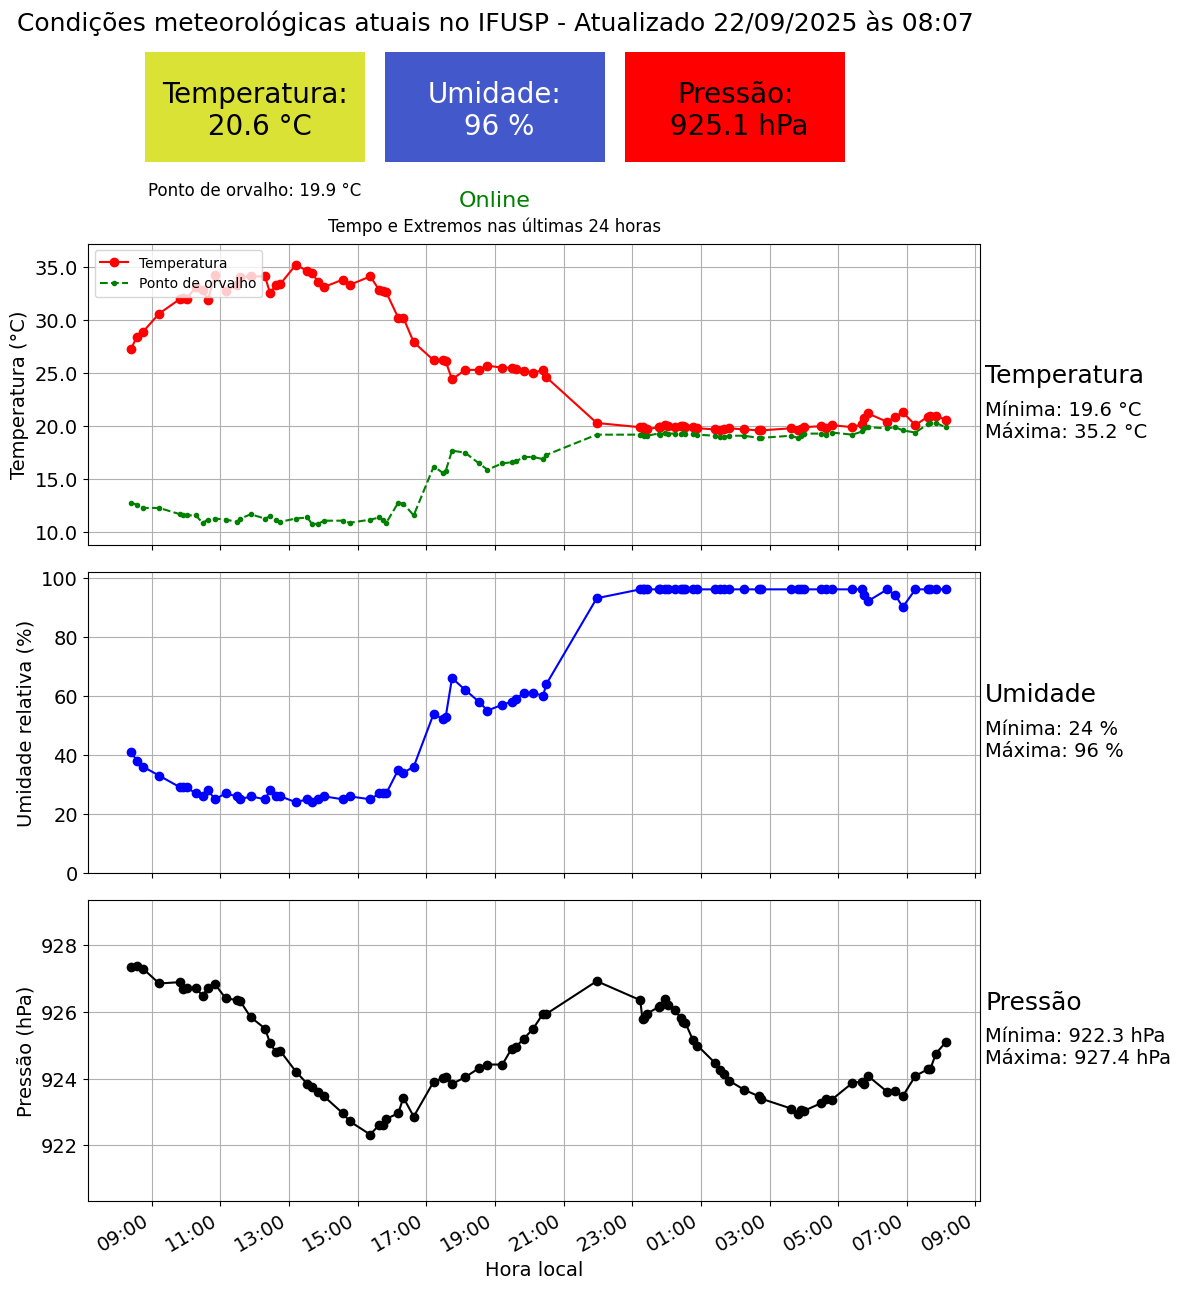 Condições meteorológicas atuais no IFUSP - Atualizado 22/09/2025 às 08:07
Temperatura:
20.6 °C
Umidade:
96 %
Pressão:
925.1 hPa
Ponto de orvalho: 19.9 °C
Online
Tempo e Extremos nas últimas 24 horas
Temperatura
Ponto de orvalho
Temperatura (°C)
35.0
30.0
25.0
20.0
15.0
10.0
Temperatura
Mínima: 19.6 °C
Máxima: 35.2 °C
Umidade relativa (%)
100
80
60
40
20
0
Umidade
Mínima: 24 %
Máxima: 96 %
Pressão (hPa)
928
926
924
922
Pressão
Mínima: 922.3 hPa
Máxima: 927.4 hPa
09:00 11:00 13:00 15:00 17:00 19:00 21:00 23:00 01:00 03:00 05:00 07:00 09:00
Hora local